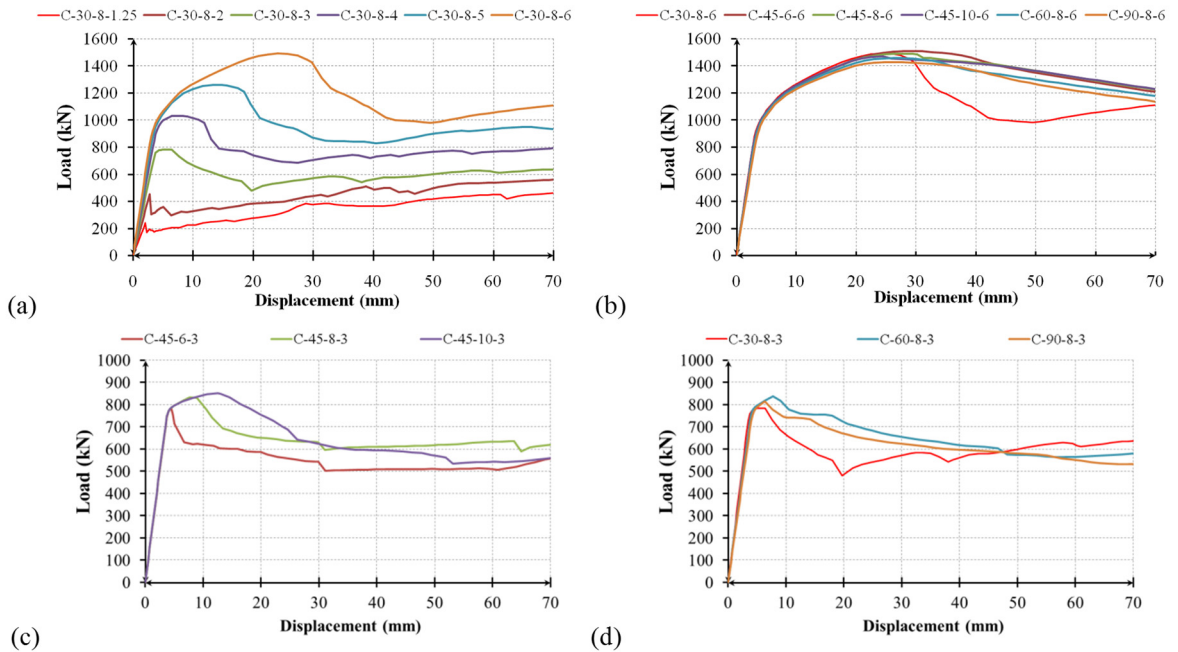 C-30-8-1.25 C-30-8-2 C-30-8-3 C-30-8-4 C-30-8-5 C-30-8-6
1600
1400
1200
1000
800
600
400
200
0
Load (kN)
0 10 20 30 40 50 60 70
Displacement (mm)
(a)
C-30-8-6 C-45-6-6 C-45-8-6 C-45-10-6 C-60-8-6 C-90-8-6
1600
1400
1200
1000
800
600
400
200
0
Load (kN)
0 10 20 30 40 50 60 70
Displacement (mm)
(b)
C-45-6-3 C-45-8-3 C-45-10-3
1000
900
800
700
600
500
400
300
200
100
0
Load (kN)
0 10 20 30 40 50 60 70
Displacement (mm)
(c)
C-30-8-3 C-60-8-3 C-90-8-3
1000
900
800
700
600
500
400
300
200
100
0
Load (kN)
0 10 20 30 40 50 60 70
Displacement (mm)
(d)